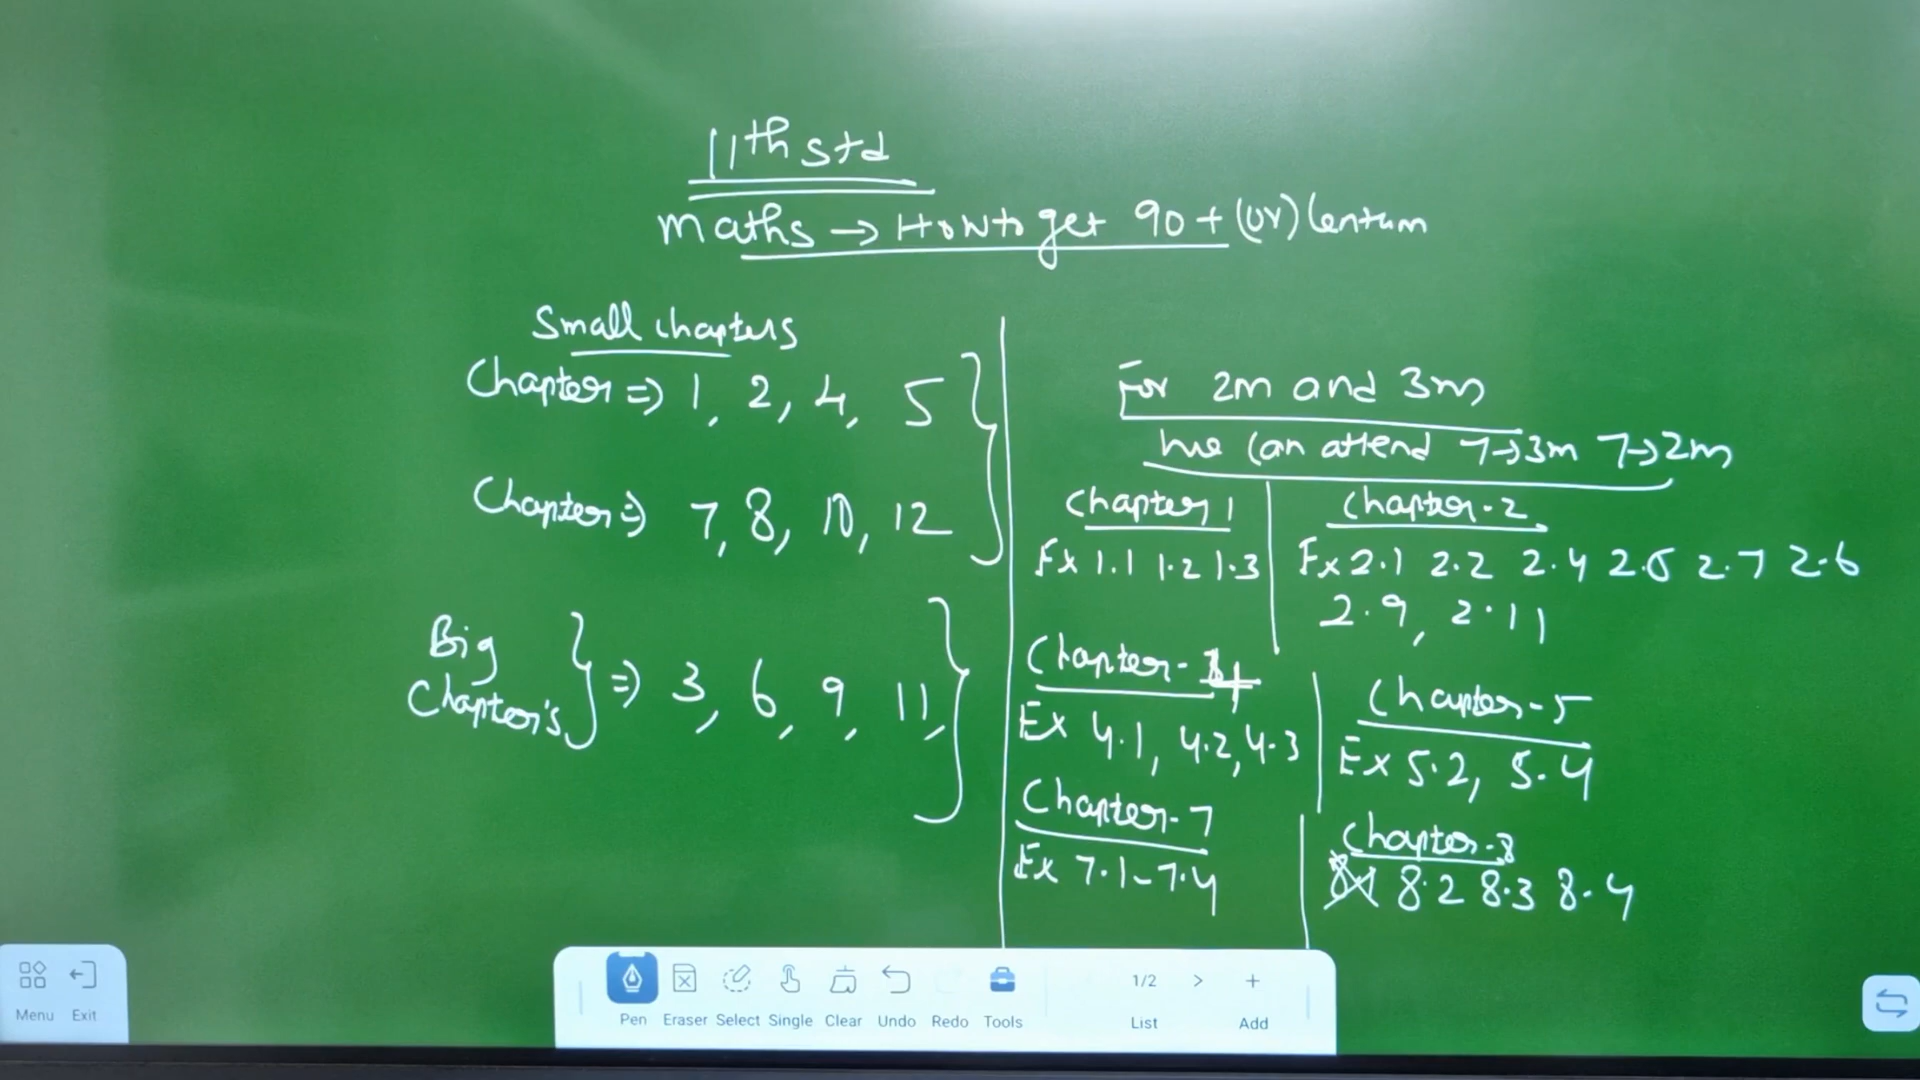 11th std
Maths → How to get 90 + (or) Centum
Small chapters
Chapter ⇒ 1, 2, 4, 5
Chapter ⇒ 7, 8, 10, 12
Big
Chapter's ⇒ 3, 6, 9, 11,
For 2m and 3m
we can attend 7→3m 7→2m
Chapter 1
Ex 1.1 1.2 1.3
Chapter-2
Ex 2.1 2.2 2.4 2.5 2.7 2.6
2.9, 2.11
Chapter-4
Ex 4.1, 4.2, 4.3
Chapter-5
Ex 5.2, 5.4
Chapter-7
Ex 7.1-7.4
Chapter-8
8.2 8.3 8.4
Menu Exit
Pen Eraser Select Single Clear Undo Redo Tools
1/2 > +
List Add